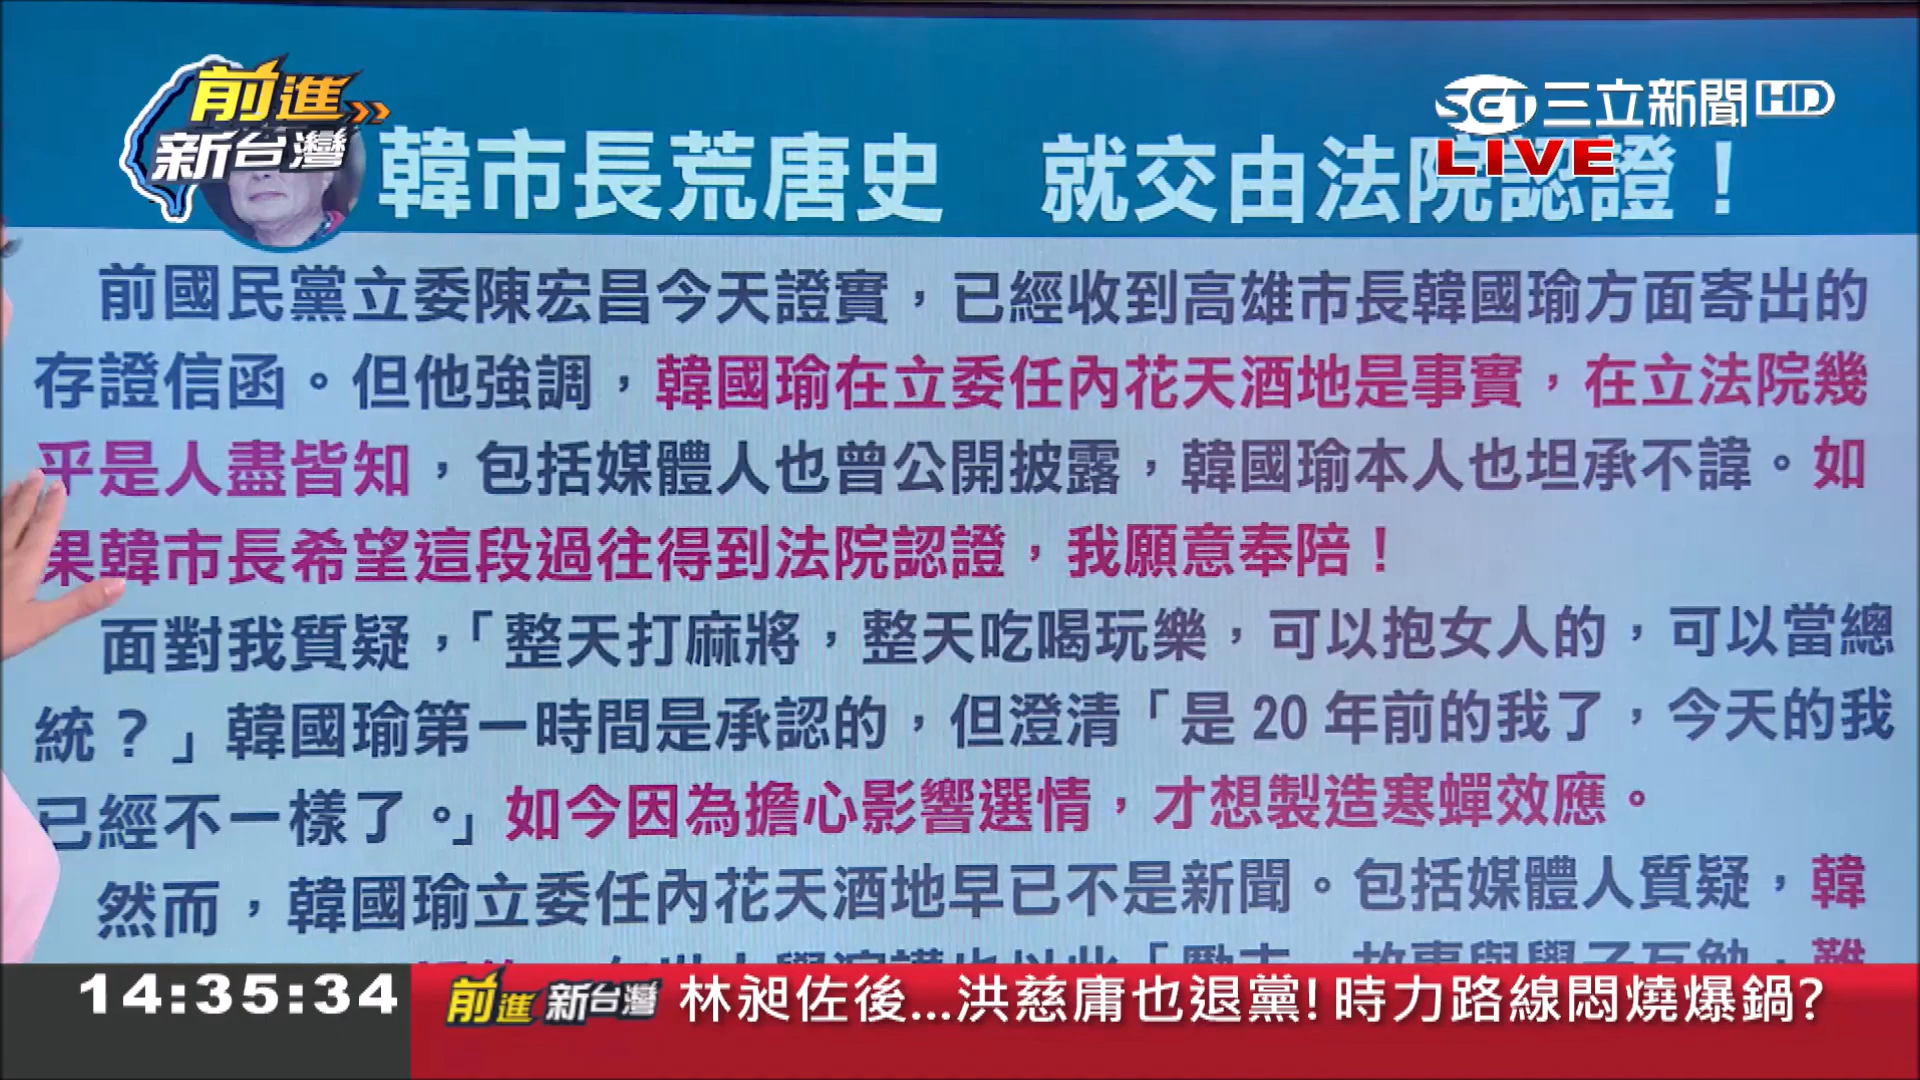 前進
新台灣
SET三立新聞HD
LIVE
韓市長荒唐史 就交由法院認證！
前國民黨立委陳宏昌今天證實，已經收到高雄市長韓國瑜方面寄出的
存證信函。但他強調，韓國瑜在立委任內花天酒地是事實，在立法院幾
乎是人盡皆知，包括媒體人也曾公開披露，韓國瑜本人也坦承不諱。如
果韓市長希望這段過往得到法院認證，我願意奉陪！
面對我質疑，「整天打麻將，整天吃喝玩樂，可以抱女人的，可以當總
統？」韓國瑜第一時間是承認的，但澄清「是20年前的我了，今天的我
已經不一樣了。」如今因為擔心影響選情，才想製造寒蟬效應。
然而，韓國瑜立委任內花天酒地早已不是新聞。包括媒體人質疑，韓
14:35:34
前進新台灣 林昶佐後...洪慈庸也退黨!時力路線悶燒爆鍋?